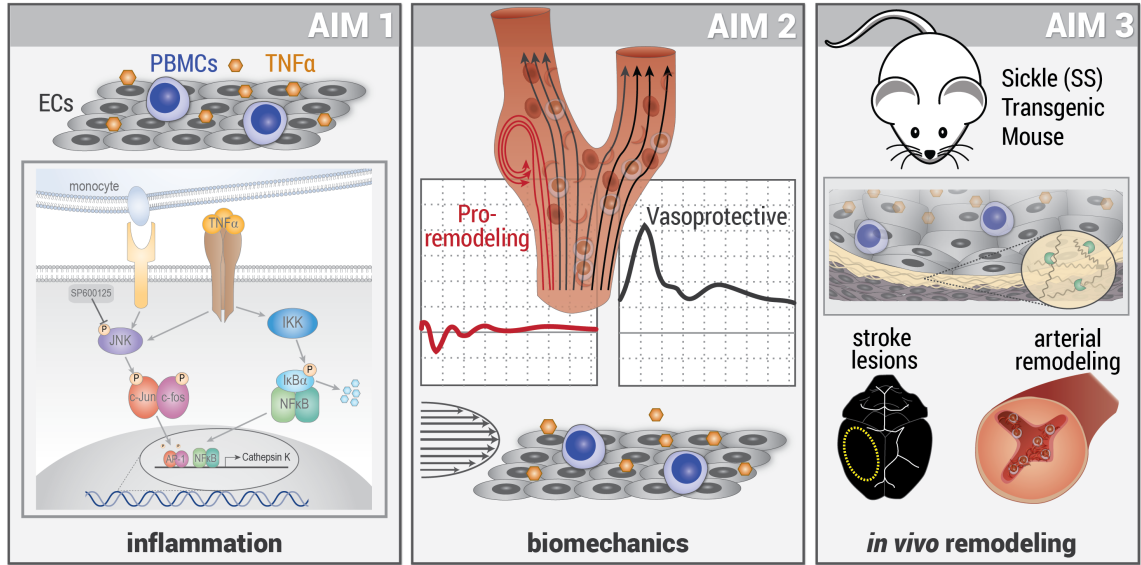 AIM 1
PBMCs
TNFα
ECs
monocyte
TNFα
SP600125
P
JNK
IKK
P
P
P
c-Jun
c-fos
IκBα
NFκB
AP-1
NFκB
Cathepsin K
inflammation
AIM 2
Pro-
remodeling
Vasoprotective
biomechanics
AIM 3
Sickle (SS)
Transgenic
Mouse
stroke
lesions
arterial
remodeling
in vivo remodeling